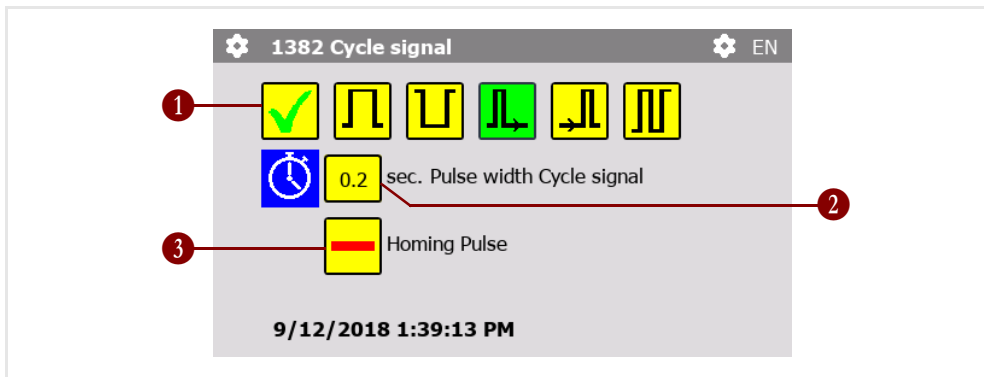 1382 Cycle signal EN
1
0.2 sec. Pulse width Cycle signal
2
3 Homing Pulse
9/12/2018 1:39:13 PM